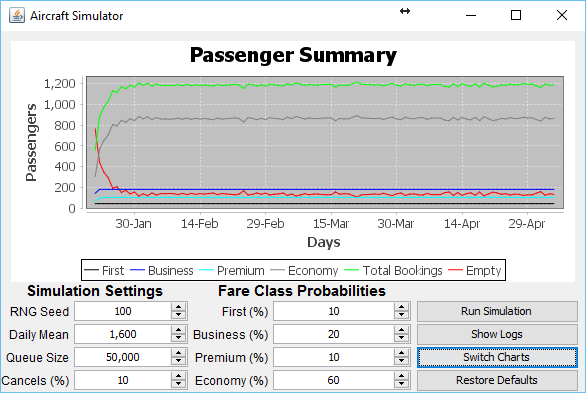 Aircraft Simulator
Passenger Summary
Passengers
1,200
1,000
800
600
400
200
0
30-Jan 14-Feb 29-Feb 15-Mar 30-Mar 14-Apr 29-Apr
Days
First Business Premium Economy Total Bookings Empty
Simulation Settings Fare Class Probabilities
RNG Seed 100 First (%) 10 Run Simulation
Daily Mean 1,600 Business (%) 20 Show Logs
Queue Size 50,000 Premium (%) 10 Switch Charts
Cancels (%) 10 Economy (%) 60 Restore Defaults